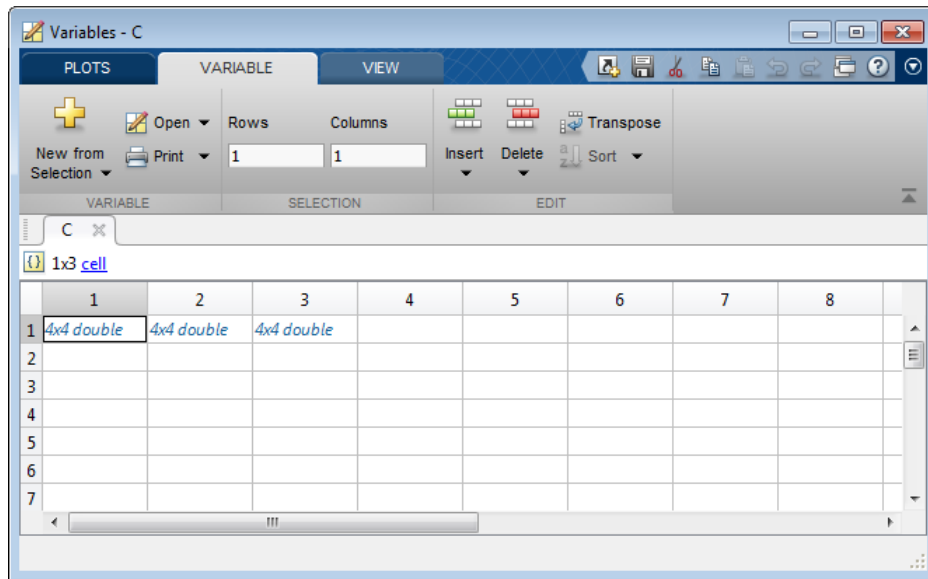 Variables - C
PLOTS VARIABLE VIEW
New from Selection
Open
Print
VARIABLE
Rows Columns
1 1
SELECTION
Insert Delete
Transpose
Sort
EDIT
C
1x3 cell
1 2 3 4 5 6 7 8
1 4x4 double 4x4 double 4x4 double
2
3
4
5
6
7